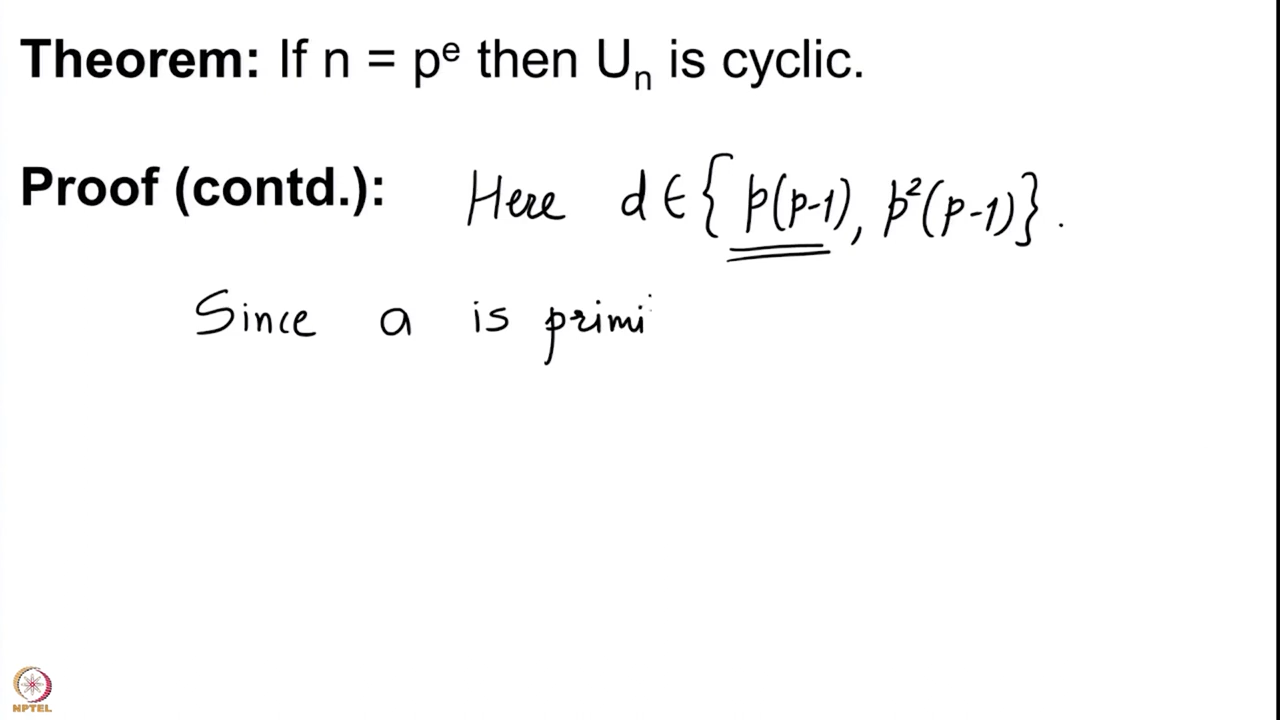 Theorem: If n = pᵉ then Uₙ is cyclic.
Proof (contd.): Here d ∈ { p(p-1), p²(p-1)}.
Since a is primi
NPTEL